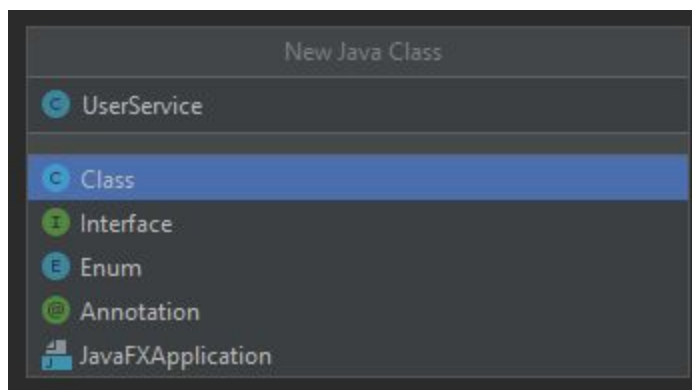 New Java Class
C UserService
C Class
I Interface
E Enum
@ Annotation
J JavaFXApplication